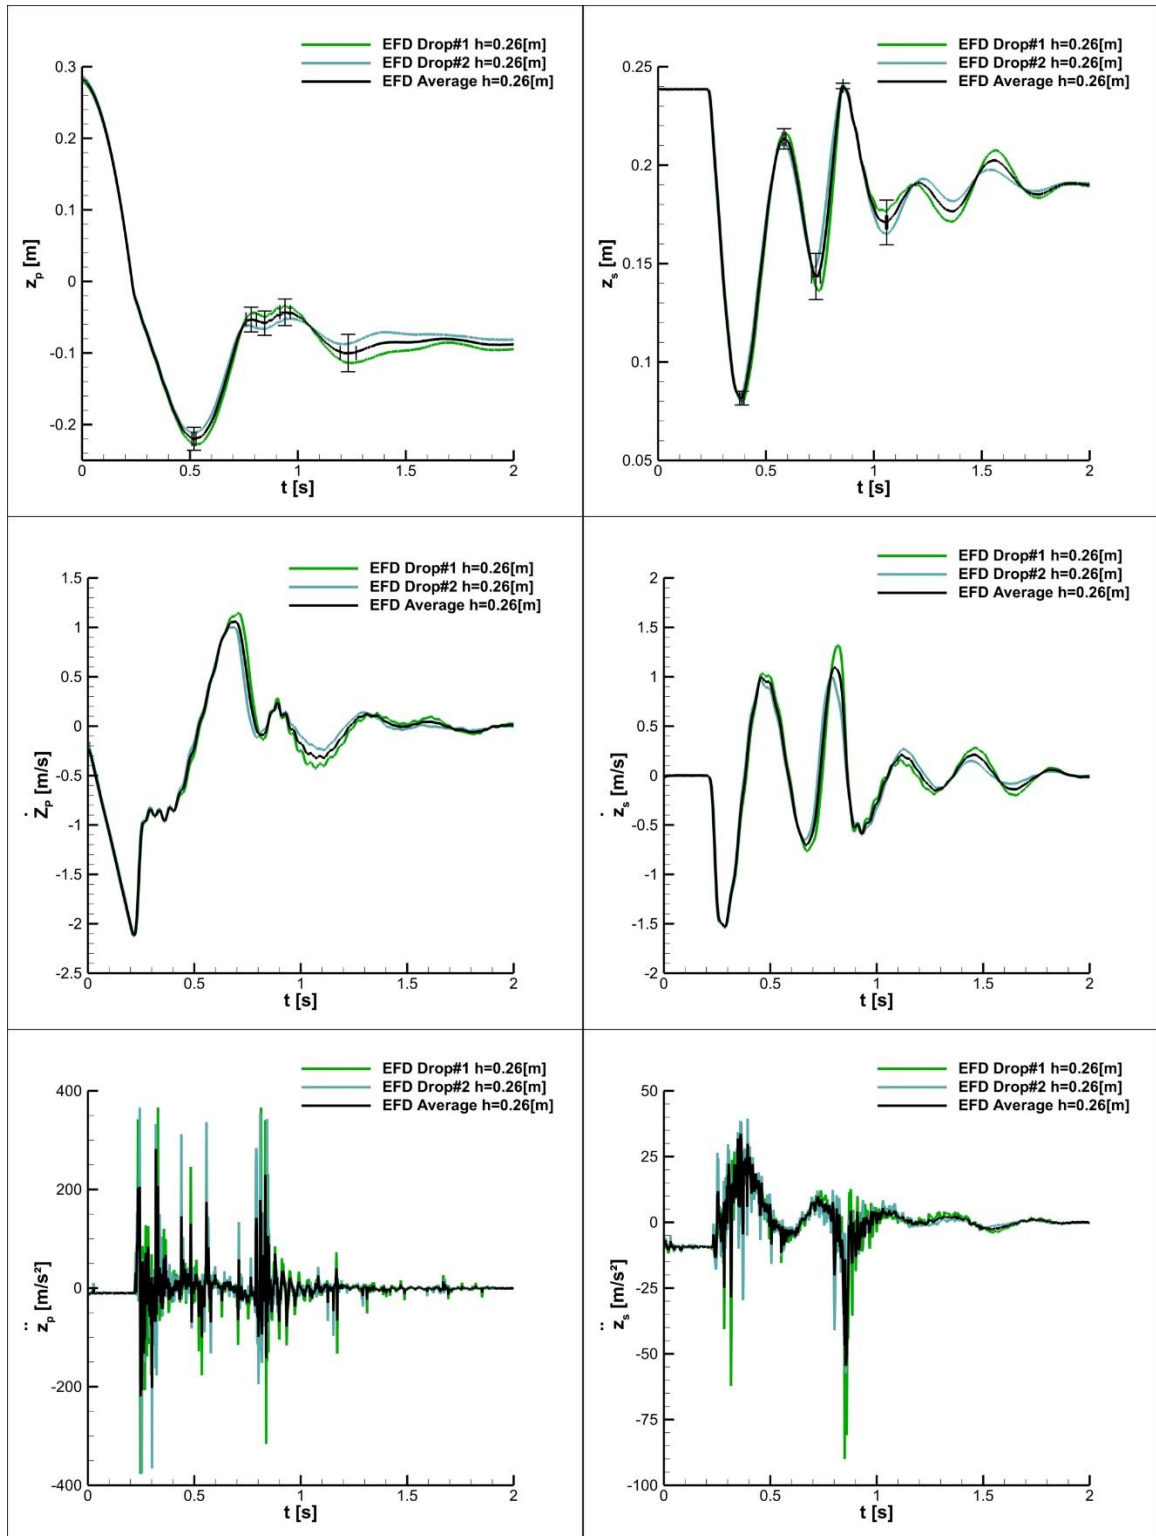 EFD Drop#1 h=0.26[m]
EFD Drop#2 h=0.26[m]
EFD Average h=0.26[m]
0.3
0.2
0.1
0
-0.1
-0.2
zp [m]
0 0.5 1 1.5 2
t [s]
EFD Drop#1 h=0.26[m]
EFD Drop#2 h=0.26[m]
EFD Average h=0.26[m]
0.25
0.2
0.15
0.1
0.05
zs [m]
0 0.5 1 1.5 2
t [s]
EFD Drop#1 h=0.26[m]
EFD Drop#2 h=0.26[m]
EFD Average h=0.26[m]
1.5
1
0.5
0
-0.5
-1
-1.5
-2
-2.5
Żp [m/s]
0 0.5 1 1.5 2
t [s]
EFD Drop#1 h=0.26[m]
EFD Drop#2 h=0.26[m]
EFD Average h=0.26[m]
2
1.5
1
0.5
0
-0.5
-1
-1.5
-2
żs [m/s]
0 0.5 1 1.5 2
t [s]
EFD Drop#1 h=0.26[m]
EFD Drop#2 h=0.26[m]
EFD Average h=0.26[m]
400
200
0
-200
-400
z̈p [m/s²]
0 0.5 1 1.5 2
t [s]
EFD Drop#1 h=0.26[m]
EFD Drop#2 h=0.26[m]
EFD Average h=0.26[m]
50
25
0
-25
-50
-75
-100
z̈s [m/s²]
0 0.5 1 1.5 2
t [s]